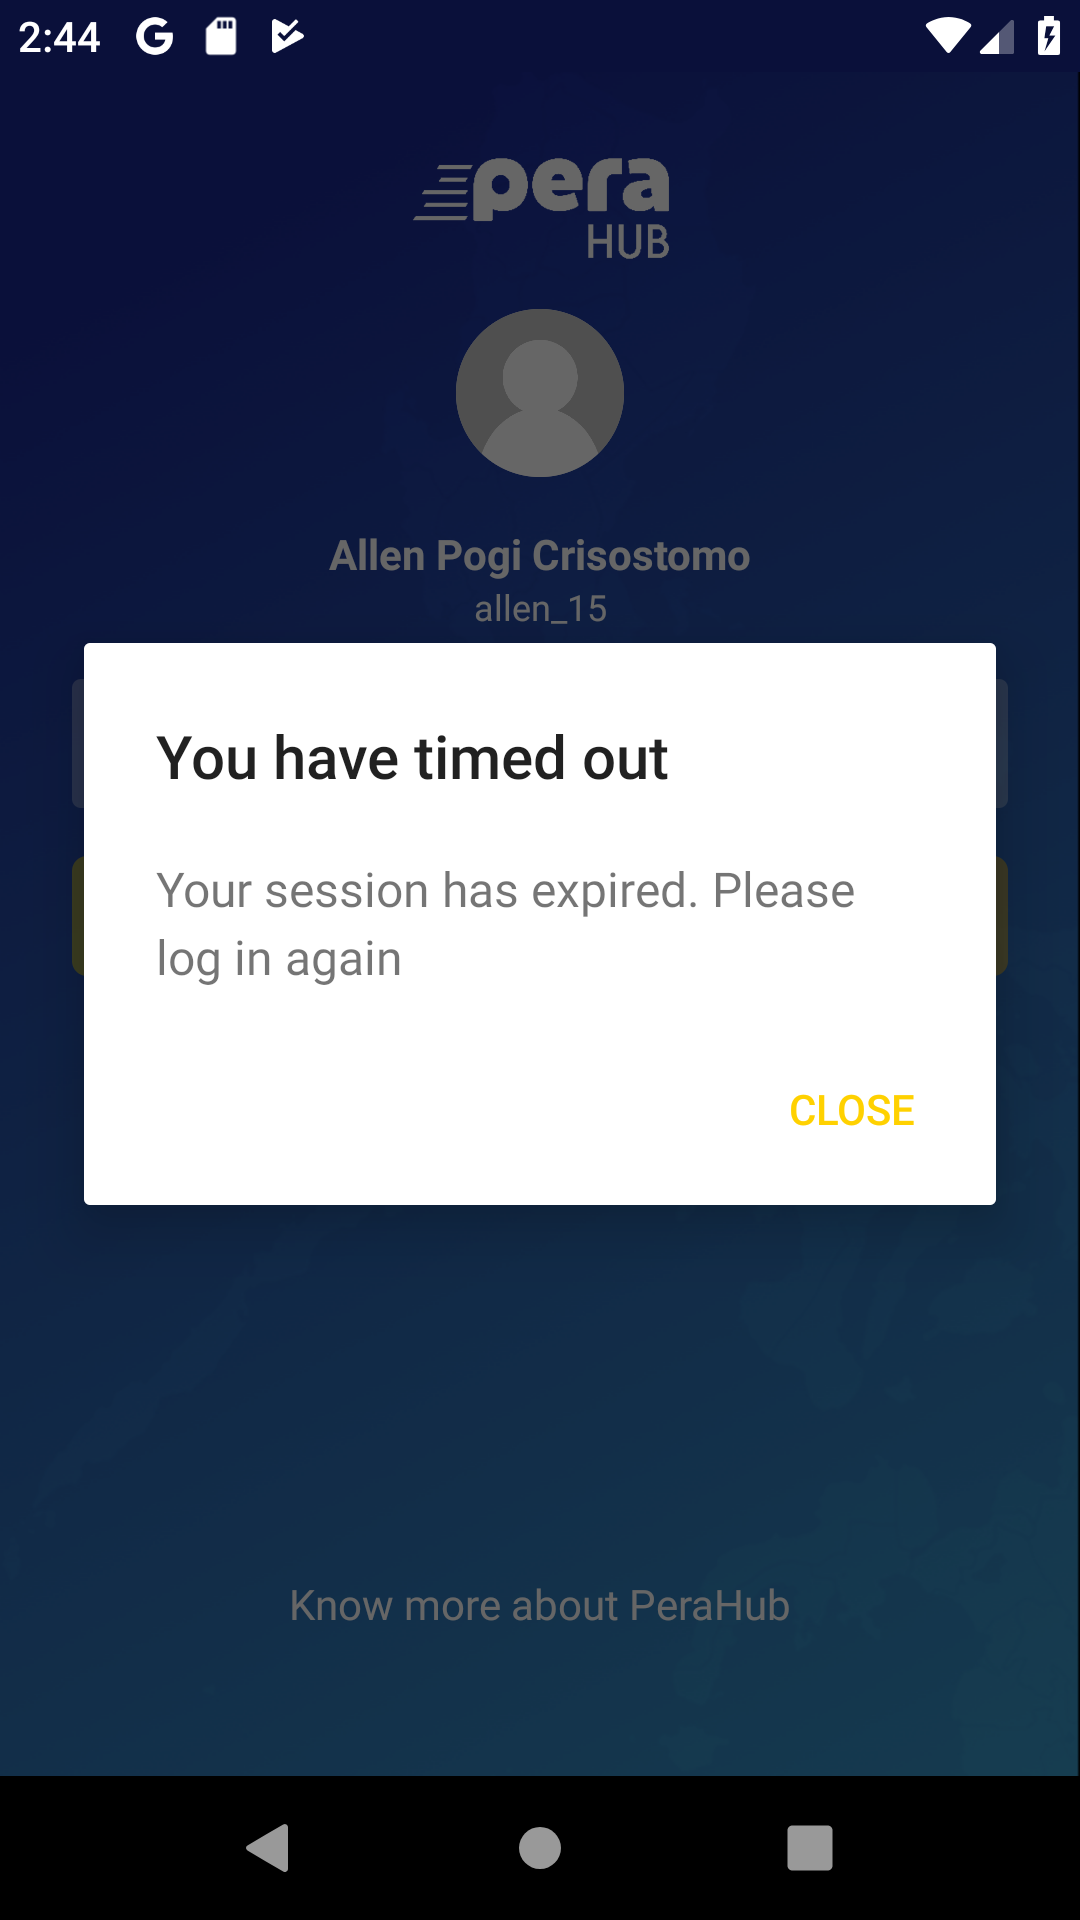 2:44
pera
HUB
Allen Pogi Crisostomo
allen_15
You have timed out
Your session has expired. Please
log in again
CLOSE
Know more about PeraHub